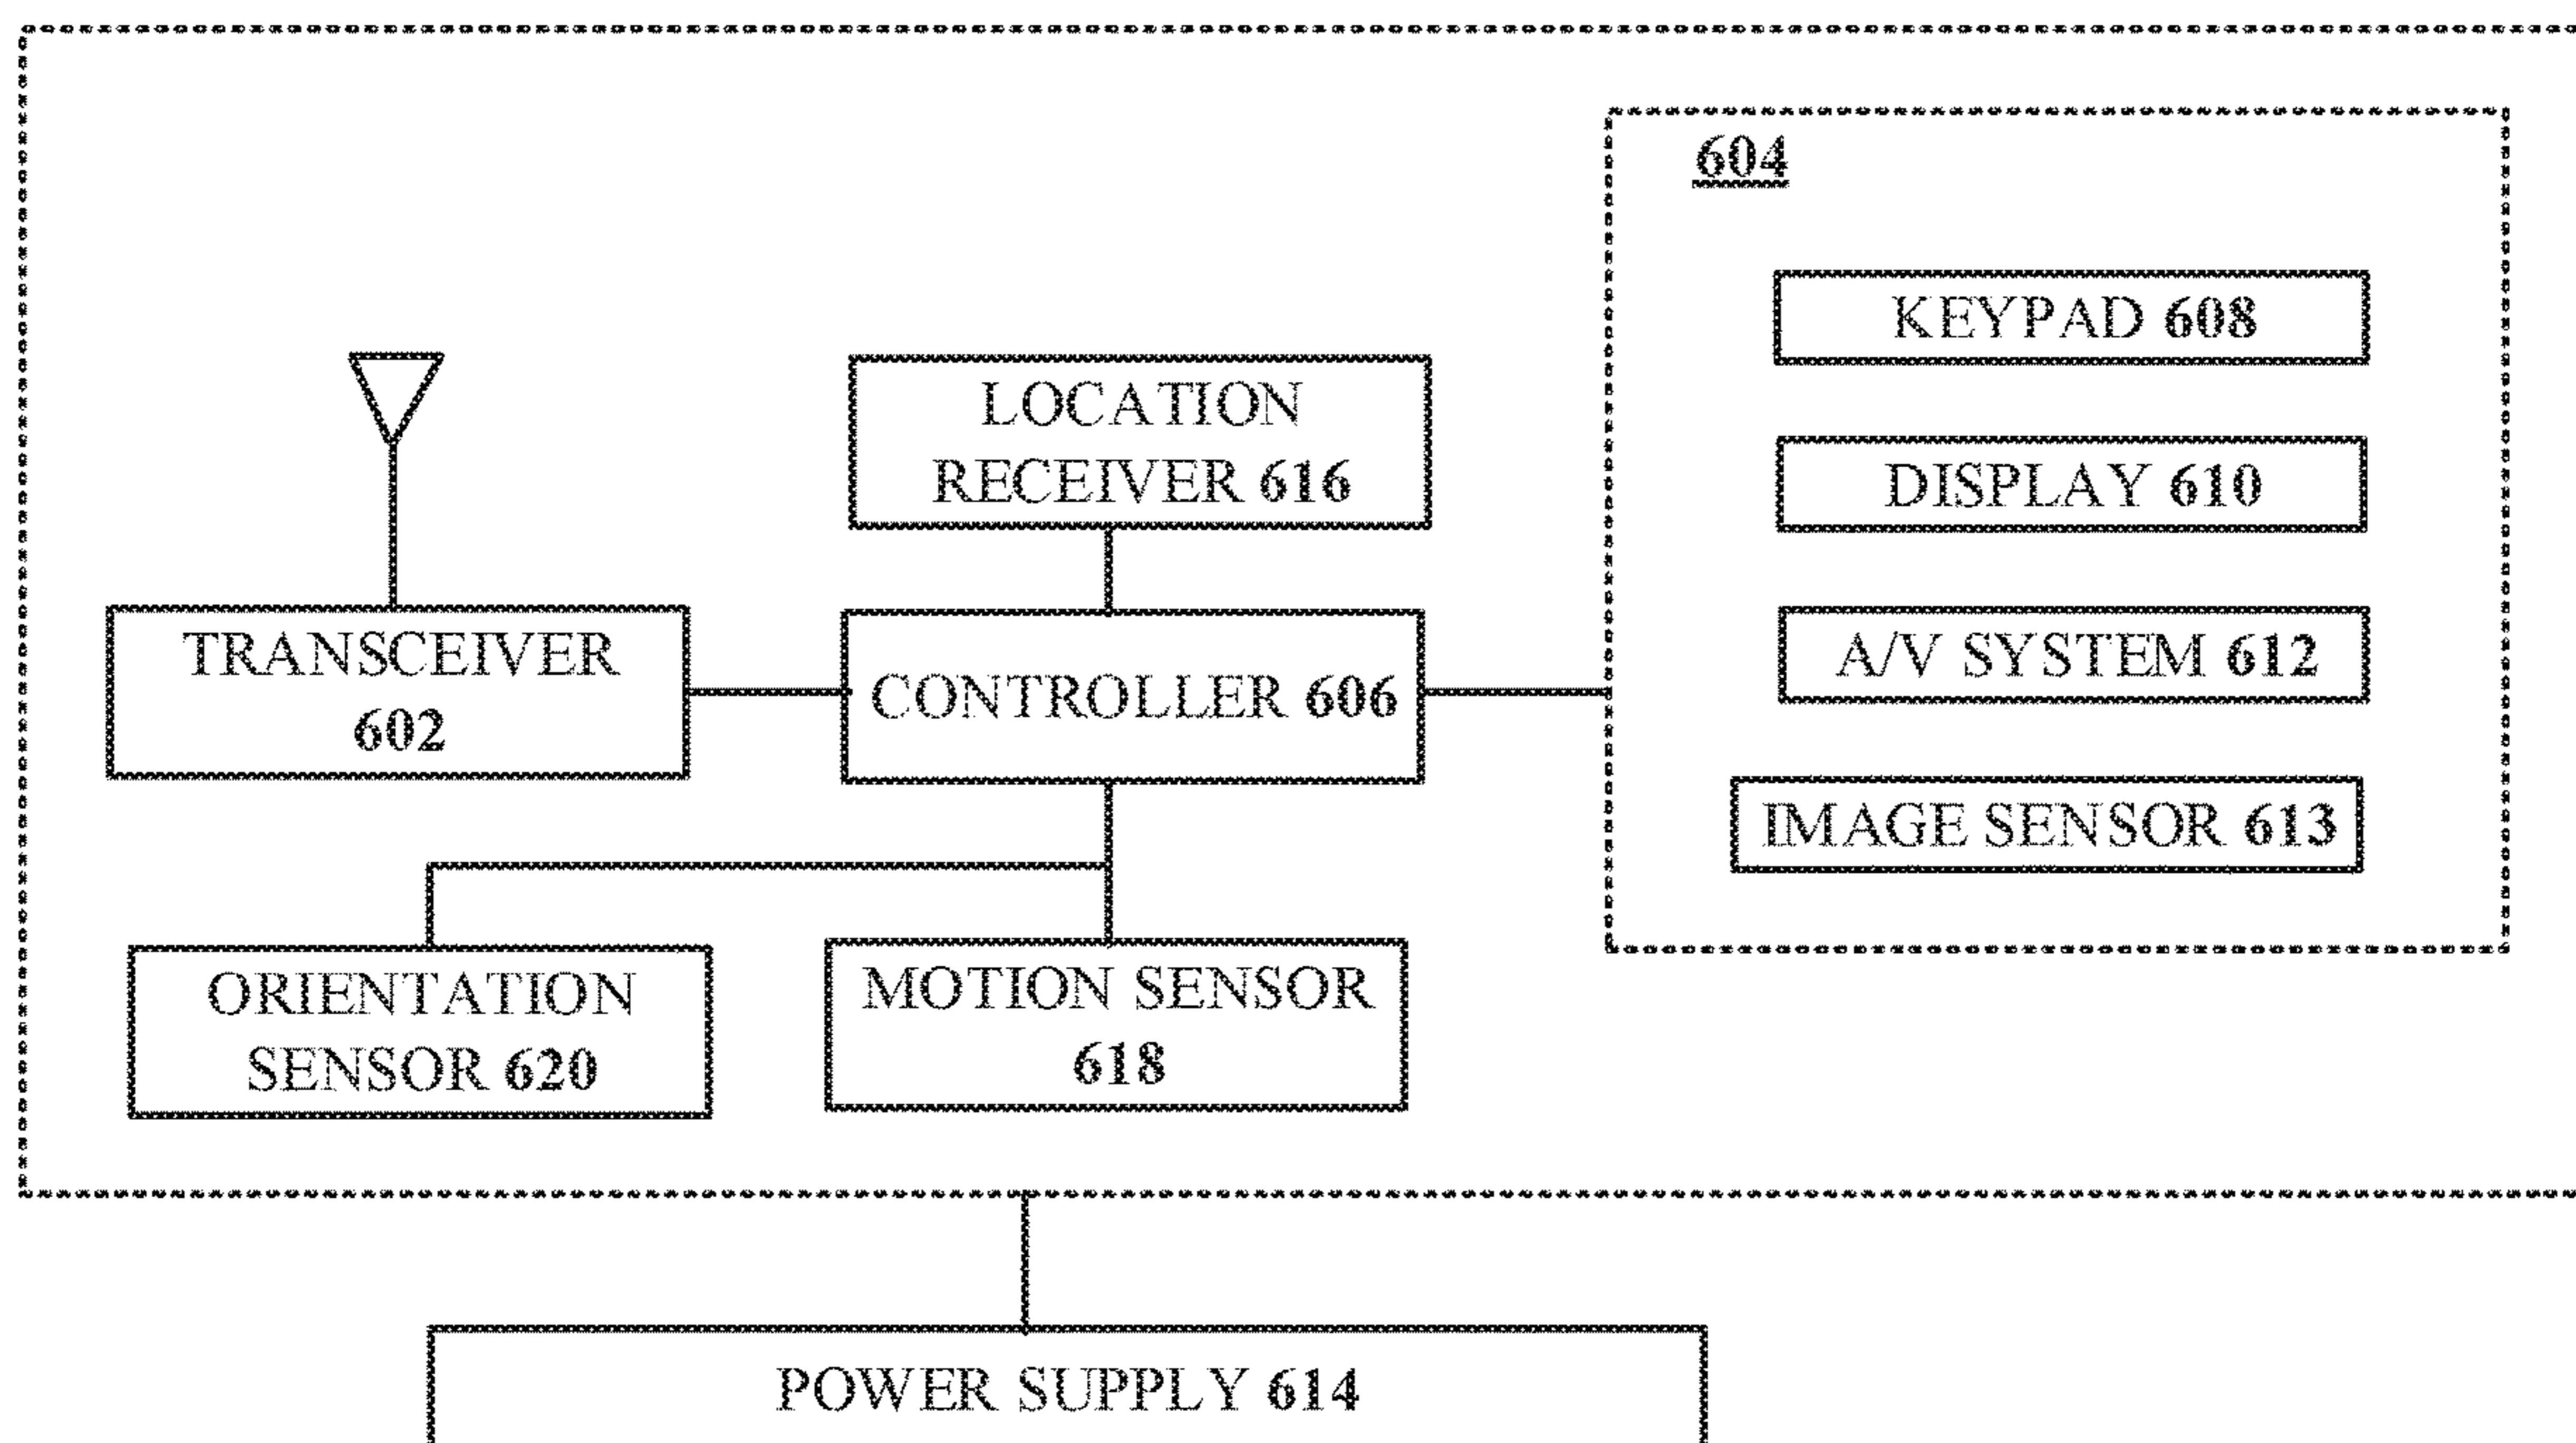 604
KEYPAD 608
LOCATION
RECEIVER 616
DISPLAY 610
TRANSCEIVER
602
CONTROLLER 606
A/V SYSTEM 612
IMAGE SENSOR 613
ORIENTATION
SENSOR 620
MOTION SENSOR
618
POWER SUPPLY 614